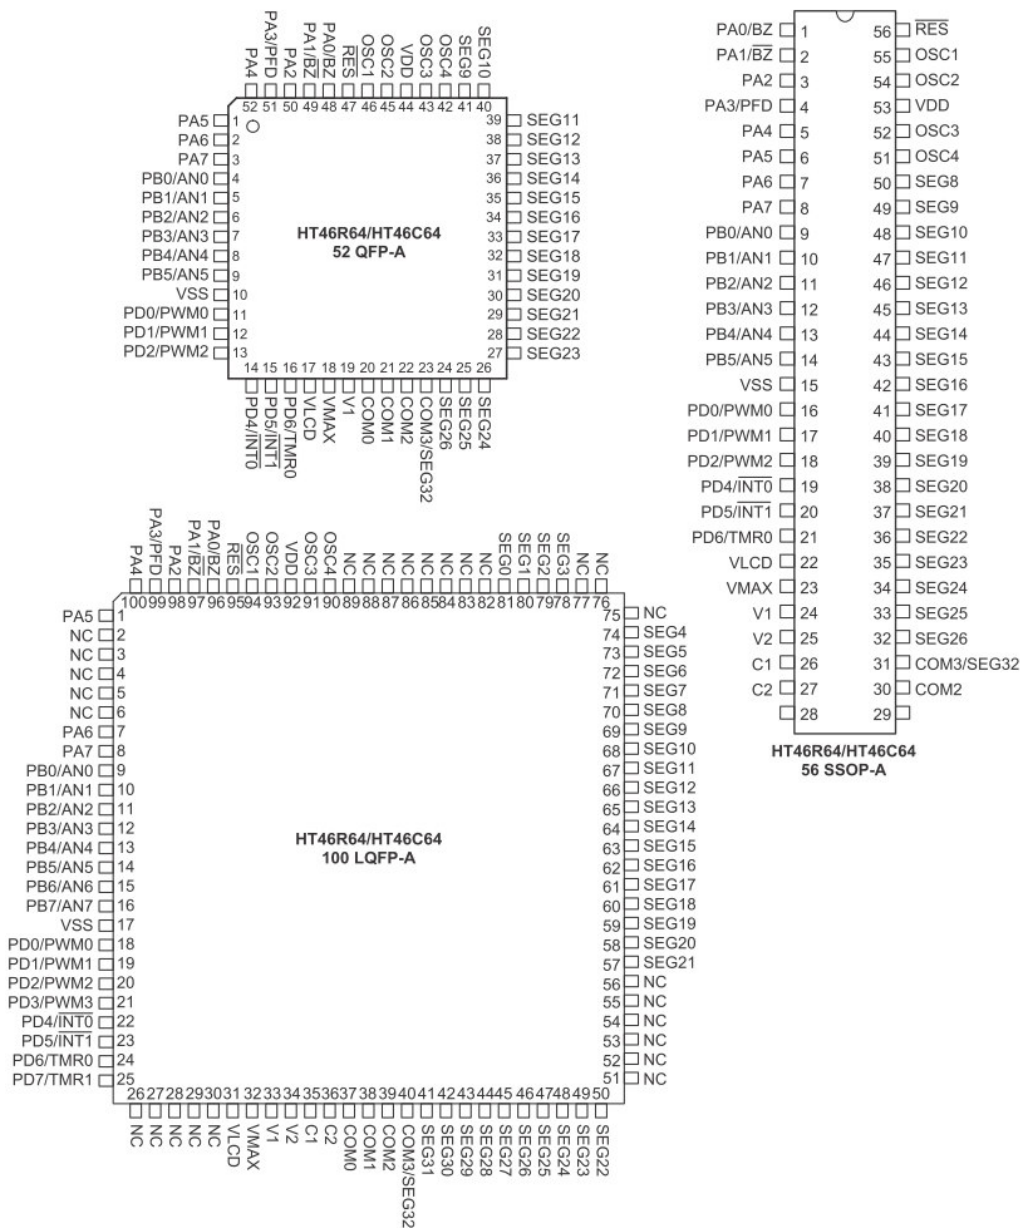 PA4
PA3/PFD
PA2
PA1/B̅Z̅
PA0/BZ
R̅E̅S̅
OSC1
OSC2
VDD
OSC3
OSC4
SEG9
SEG10
52 51 50 49 48 47 46 45 44 43 42 41 40
PA5 1
PA6 2
PA7 3
PB0/AN0 4
PB1/AN1 5
PB2/AN2 6
PB3/AN3 7
PB4/AN4 8
PB5/AN5 9
VSS 10
PD0/PWM0 11
PD1/PWM1 12
PD2/PWM2 13
HT46R64/HT46C64
52 QFP-A
39 SEG11
38 SEG12
37 SEG13
36 SEG14
35 SEG15
34 SEG16
33 SEG17
32 SEG18
31 SEG19
30 SEG20
29 SEG21
28 SEG22
27 SEG23
14 15 16 17 18 19 20 21 22 23 24 25 26
PD4/I̅N̅T̅0̅
PD5/I̅N̅T̅1̅
PD6/TMR0
VLCD
VMAX
V1
COM0
COM1
COM2
COM3/SEG32
SEG26
SEG25
SEG24
PA0/BZ 1 56 R̅E̅S̅
PA1/B̅Z̅ 2 55 OSC1
PA2 3 54 OSC2
PA3/PFD 4 53 VDD
PA4 5 52 OSC3
PA5 6 51 OSC4
PA6 7 50 SEG8
PA7 8 49 SEG9
PB0/AN0 9 48 SEG10
PB1/AN1 10 47 SEG11
PB2/AN2 11 46 SEG12
PB3/AN3 12 45 SEG13
PB4/AN4 13 44 SEG14
PB5/AN5 14 43 SEG15
VSS 15 42 SEG16
PD0/PWM0 16 41 SEG17
PD1/PWM1 17 40 SEG18
PD2/PWM2 18 39 SEG19
PD4/I̅N̅T̅0̅ 19 38 SEG20
PD5/I̅N̅T̅1̅ 20 37 SEG21
PD6/TMR0 21 36 SEG22
VLCD 22 35 SEG23
VMAX 23 34 SEG24
V1 24 33 SEG25
V2 25 32 SEG26
C1 26 31 COM3/SEG32
C2 27 30 COM2
28 29
HT46R64/HT46C64
56 SSOP-A
PA4
PA3/PFD
PA2
PA1/B̅Z̅
PA0/BZ
R̅E̅S̅
OSC1
OSC2
VDD
OSC3
OSC4
NC
NC
NC
NC
NC
NC
NC
NC
SEG0
SEG1
SEG2
SEG3
NC
NC
100 99 98 97 96 95 94 93 92 91 90 89 88 87 86 85 84 83 82 81 80 79 78 77 76
PA5 1
NC 2
NC 3
NC 4
NC 5
NC 6
PA6 7
PA7 8
PB0/AN0 9
PB1/AN1 10
PB2/AN2 11
PB3/AN3 12
PB4/AN4 13
PB5/AN5 14
PB6/AN6 15
PB7/AN7 16
VSS 17
PD0/PWM0 18
PD1/PWM1 19
PD2/PWM2 20
PD3/PWM3 21
PD4/I̅N̅T̅0̅ 22
PD5/I̅N̅T̅1̅ 23
PD6/TMR0 24
PD7/TMR1 25
HT46R64/HT46C64
100 LQFP-A
75 NC
74 SEG4
73 SEG5
72 SEG6
71 SEG7
70 SEG8
69 SEG9
68 SEG10
67 SEG11
66 SEG12
65 SEG13
64 SEG14
63 SEG15
62 SEG16
61 SEG17
60 SEG18
59 SEG19
58 SEG20
57 SEG21
56 NC
55 NC
54 NC
53 NC
52 NC
51 NC
26 27 28 29 30 31 32 33 34 35 36 37 38 39 40 41 42 43 44 45 46 47 48 49 50
NC
NC
NC
NC
NC
VLCD
VMAX
V1
V2
C1
C2
COM0
COM1
COM2
COM3/SEG32
SEG31
SEG30
SEG29
SEG28
SEG27
SEG26
SEG25
SEG24
SEG23
SEG22